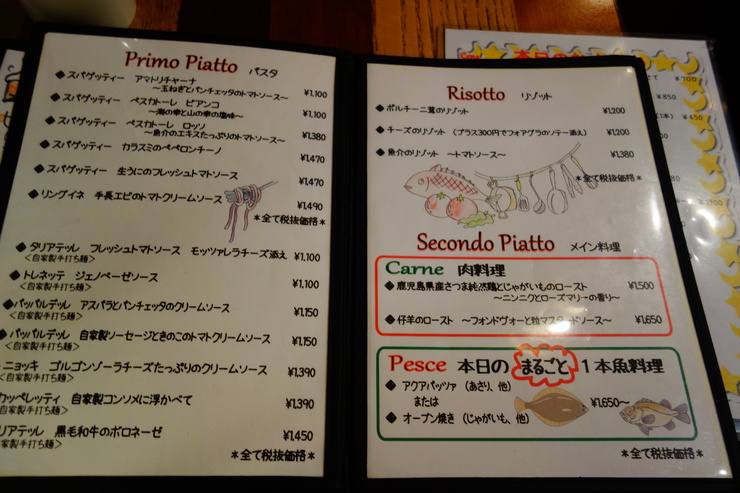 Primo Piatto パスタ
◆スパゲッティー アマトリチャーナ
～玉ねぎとパンチェッタのトマトソース～ ¥1,100
◆スパゲッティー ペスカトーレ ビアンコ
～海の幸と山の幸の塩味～ ¥1,100
◆スパゲッティー ペスカトーレ ロッソ
～魚介のエキスたっぷりのトマトソース～ ¥1,380
◆スパゲッティー カラスミのペペロンチーノ ¥1,470
◆スパゲッティー 生うにのフレッシュトマトソース ¥1,470
◆リングイネ 手長エビのトマトクリームソース ¥1,490
*全て税抜価格*
◆タリアテッレ フレッシュトマトソース モッツァレラチーズ添え ¥1,100
<自家製手打ち麺>
◆トレネッテ ジェノベーゼソース ¥1,100
<自家製手打ち麺>
◆パッパルデッレ アスパラとパンチェッタのクリームソース ¥1,150
<自家製手打ち麺>
◆パッパルデッレ 自家製ソーセージときのこのトマトクリームソース ¥1,150
<自家製手打ち麺>
ニョッキ ゴルゴンゾーラチーズたっぷりのクリームソース ¥1,390
自家製手打ち麺>
カッペレッティ 自家製コンソメに浮かべて ¥1,390
自家製手打ち麺>
リアテッレ 黒毛和牛のボロネーゼ ¥1,450
家製手打ち麺>
*全て税抜価格*
Risotto リゾット
◆ポルチーニ茸のリゾット ¥1,200
◆チーズのリゾット (プラス300円でフォアグラのソテー添え) ¥1,200
◆魚介のリゾット ～トマトソース～ ¥1,380
*全て税抜価格*
Secondo Piatto メイン料理
Carne 肉料理
◆鹿児島県産さつま純然鶏とじゃがいものロースト ¥1,500
～ニンニクとローズマリーの香り～
◆仔羊のロースト ～フォンドヴォーと粒マスタードソース～ ¥1,650
Pesce 本日の まるごと 1本魚料理
◆ アクアパッツァ (あさり、他)
または ¥1,650～
◆ オーブン焼き (じゃがいも、他)
*全て税抜価格*
本日の
¥700
¥850
¥450